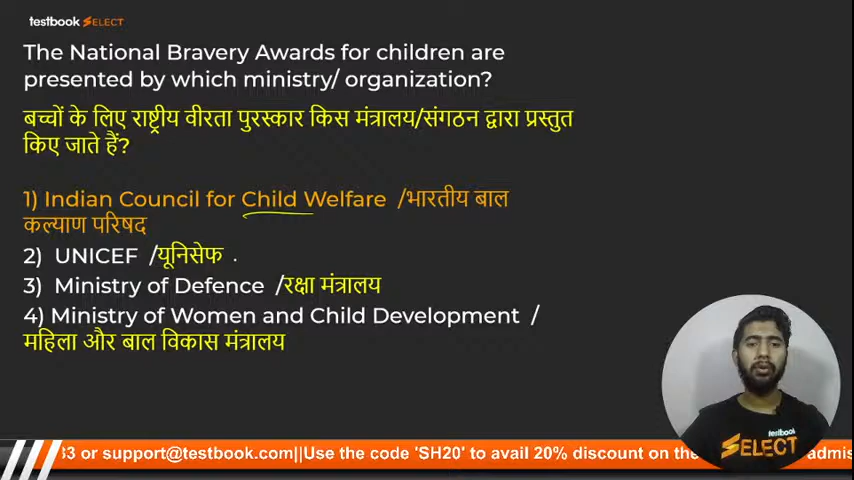 testbook SELECT
The National Bravery Awards for children are
presented by which ministry/ organization?
बच्चों के लिए राष्ट्रीय वीरता पुरस्कार किस मंत्रालय/संगठन द्वारा प्रस्तुत
किए जाते हैं?
1) Indian Council for Child Welfare /भारतीय बाल
कल्याण परिषद
2) UNICEF /यूनिसेफ
3) Ministry of Defence /रक्षा मंत्रालय
4) Ministry of Women and Child Development /
महिला और बाल विकास मंत्रालय
testbook
SELECT
33 or support@testbook.com||Use the code 'SH20' to avail 20% discount on the